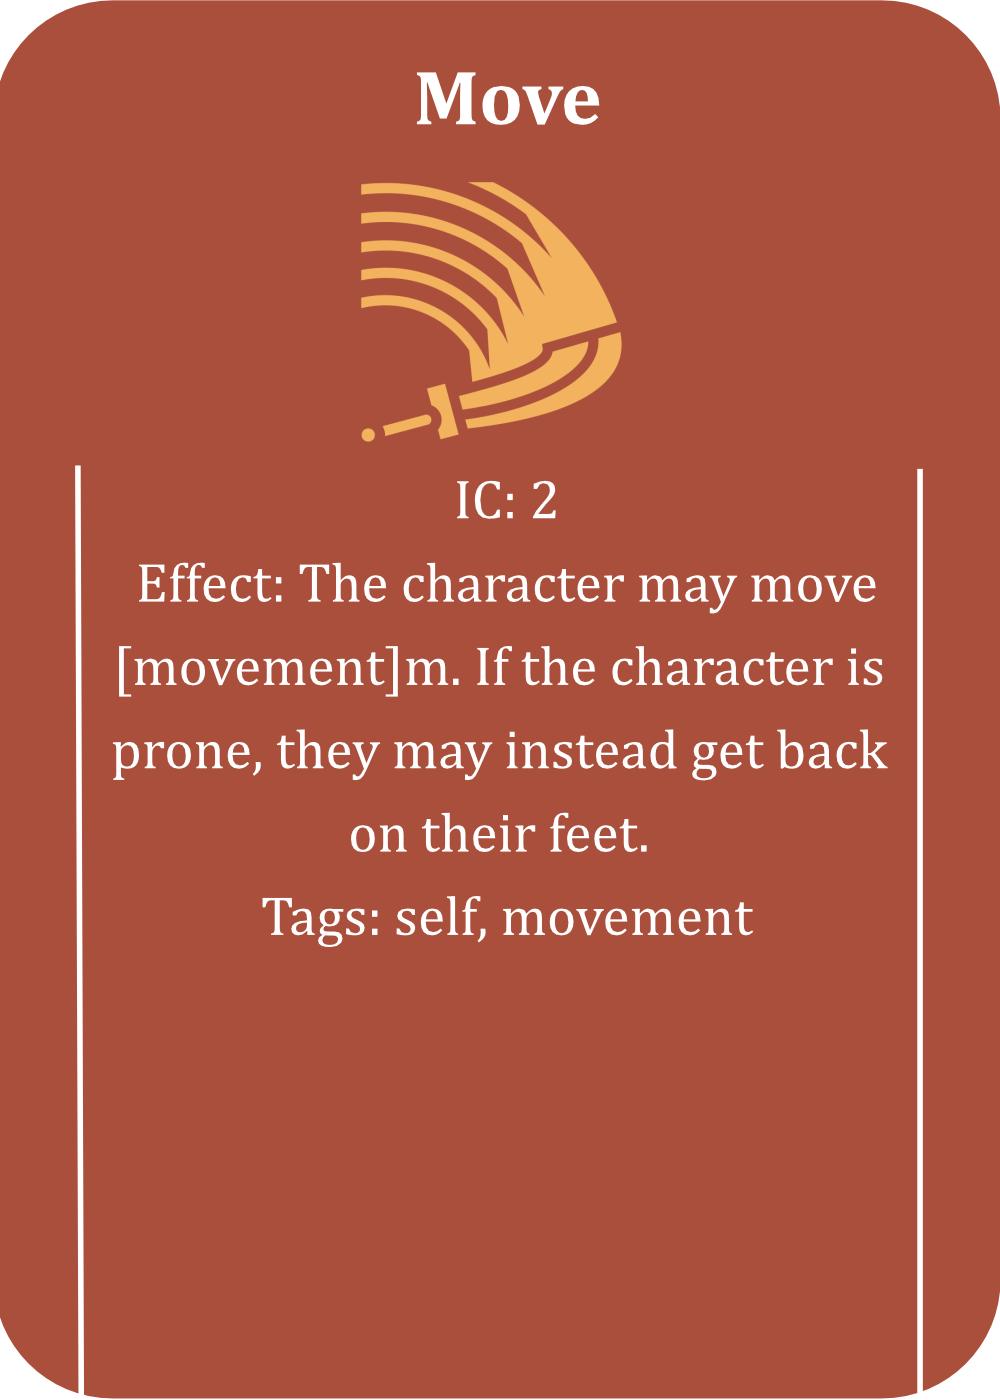 Move
IC: 2
Effect: The character may move
[movement]m. If the character is
prone, they may instead get back
on their feet.
Tags: self, movement